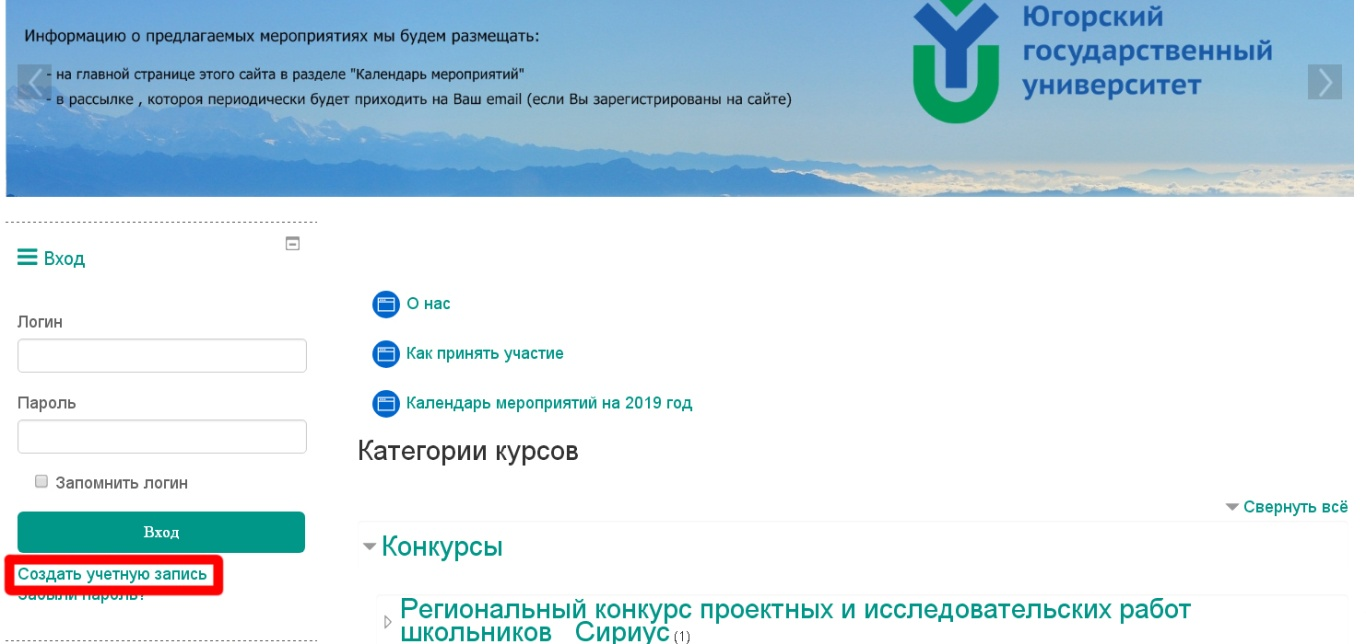 Информацию о предлагаемых мероприятиях мы будем размещать:
- на главной странице этого сайта в разделе "Календарь мероприятий"
- в рассылке , котороя периодически будет приходить на Ваш email (если Вы зарегистрированы на сайте)
Югорский
государственный
университет
Вход
Логин
Пароль
Запомнить логин
Вход
Создать учетную запись
Забыли пароль?
О нас
Как принять участие
Календарь мероприятий на 2019 год
Категории курсов
Свернуть всё
Конкурсы
Региональный конкурс проектных и исследовательских работ
школьников Сириус (1)